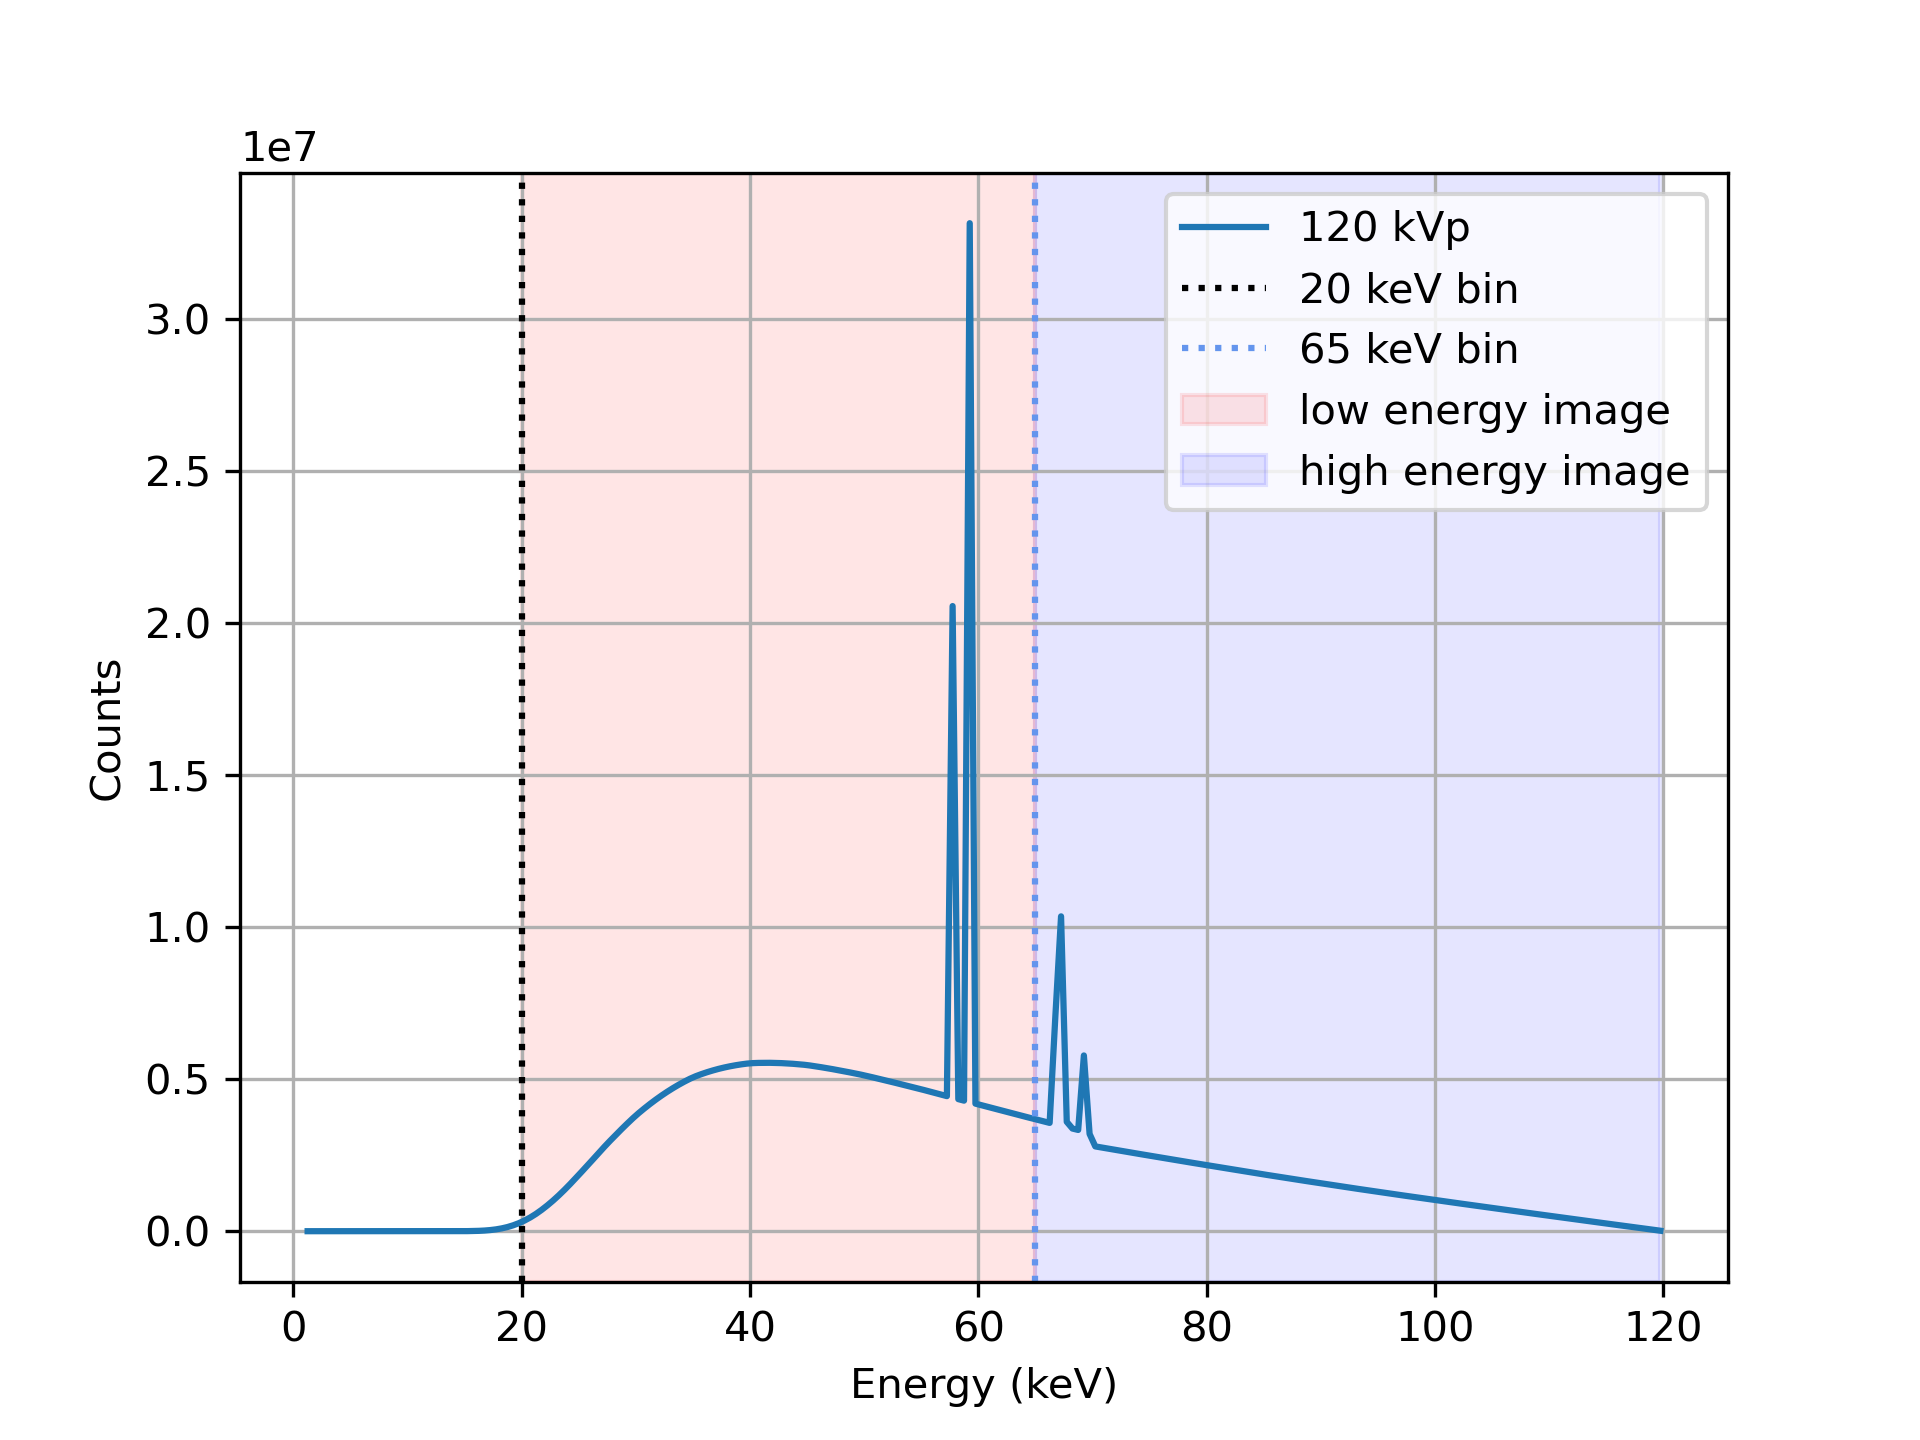 1e7
120 kVp
20 keV bin
65 keV bin
low energy image
high energy image
3.0
2.5
2.0
1.5
1.0
0.5
0.0
Counts
0 20 40 60 80 100 120
Energy (keV)